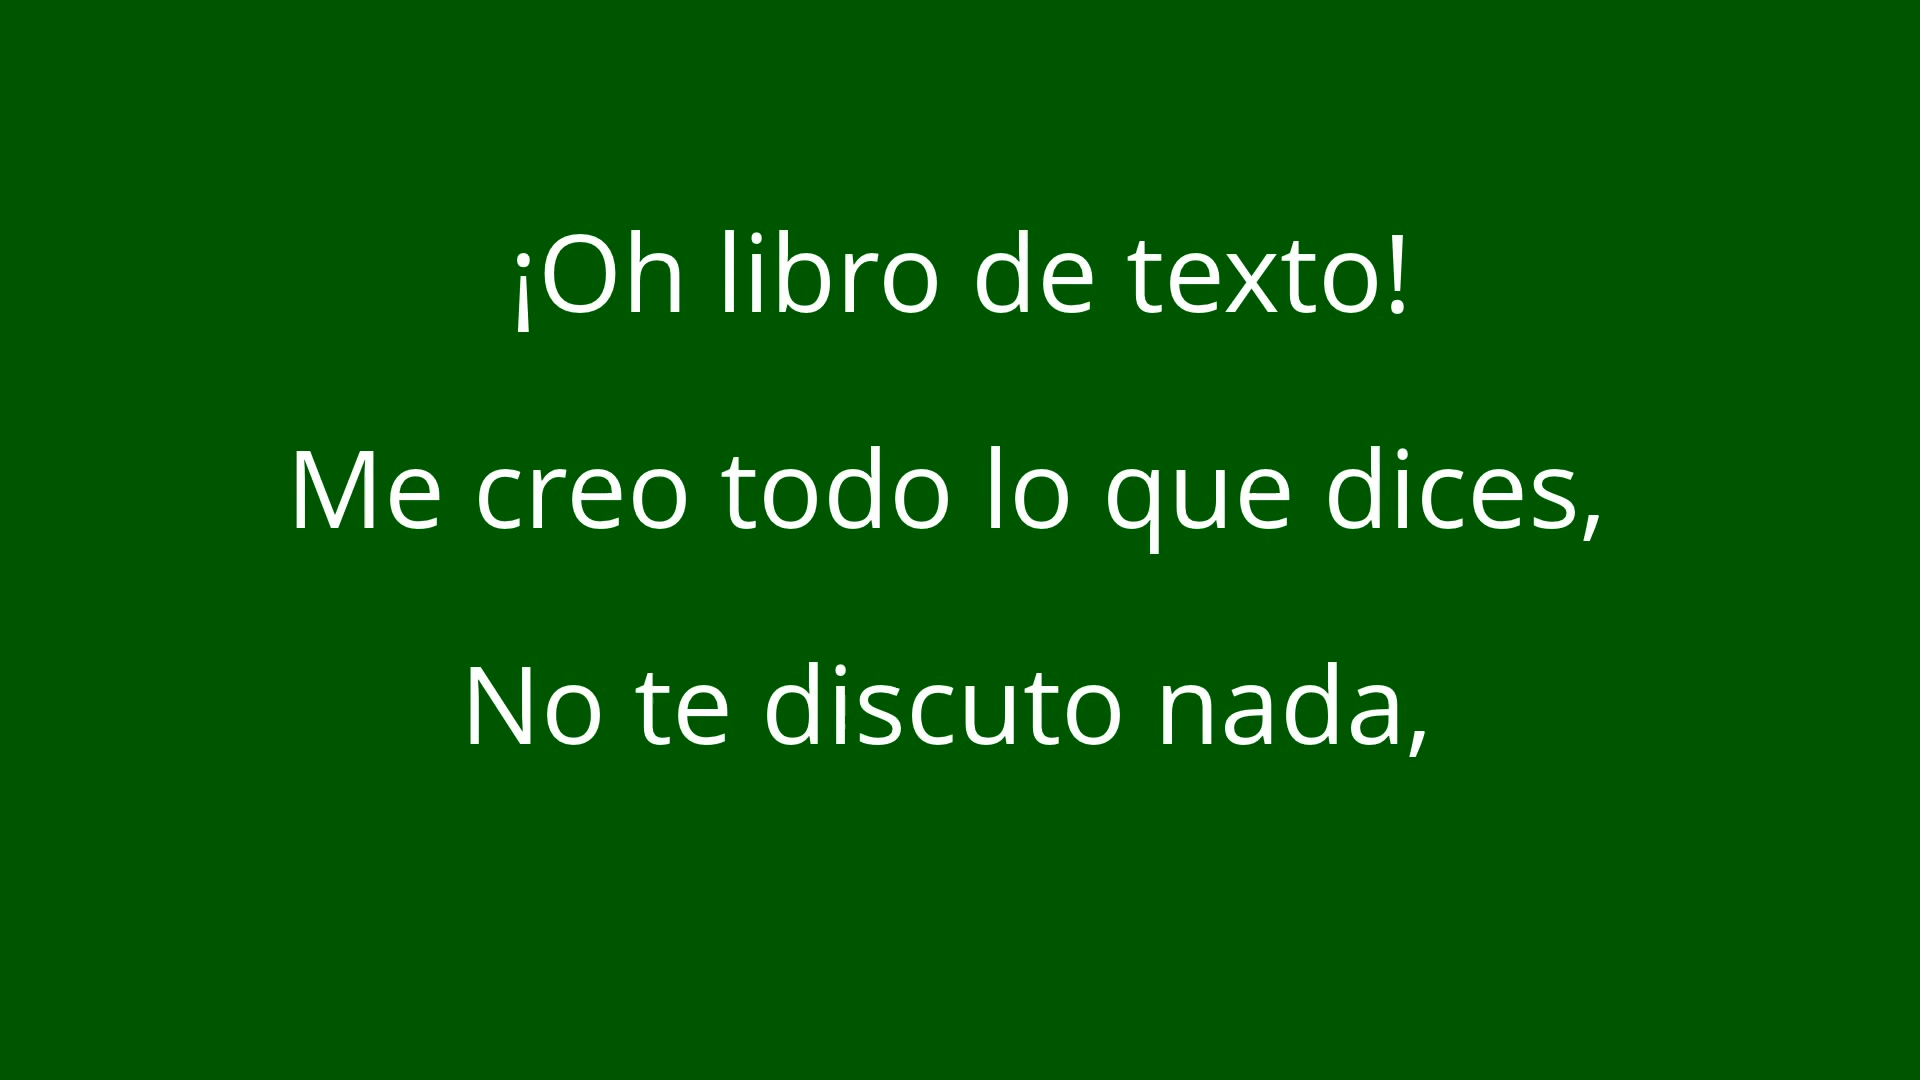 ¡Oh libro de texto!
Me creo todo lo que dices,
No te discuto nada,